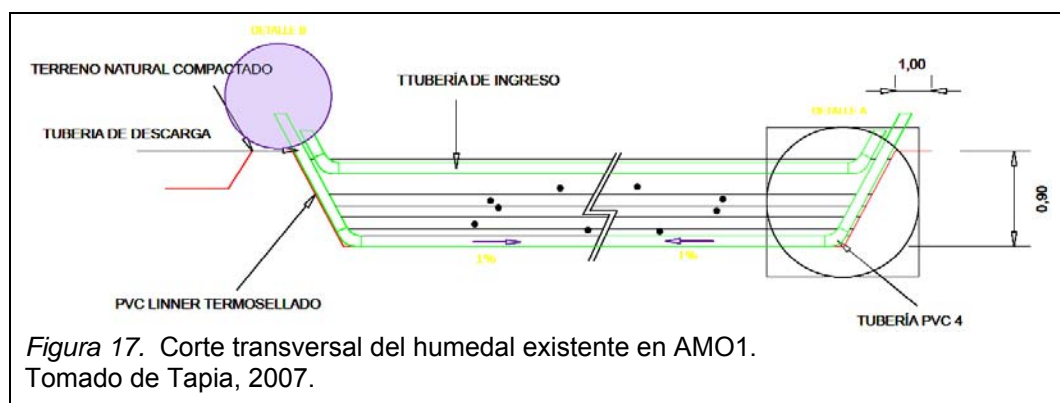 DETALLE B
TERRENO NATURAL COMPACTADO
TTUBERÍA DE INGRESO
1,00
DETALLE A
TUBERIA DE DESCARGA
0,90
1%
1%
PVC LINNER TERMOSELLADO
TUBERÍA PVC 4
Figura 17. Corte transversal del humedal existente en AMO1.
Tomado de Tapia, 2007.